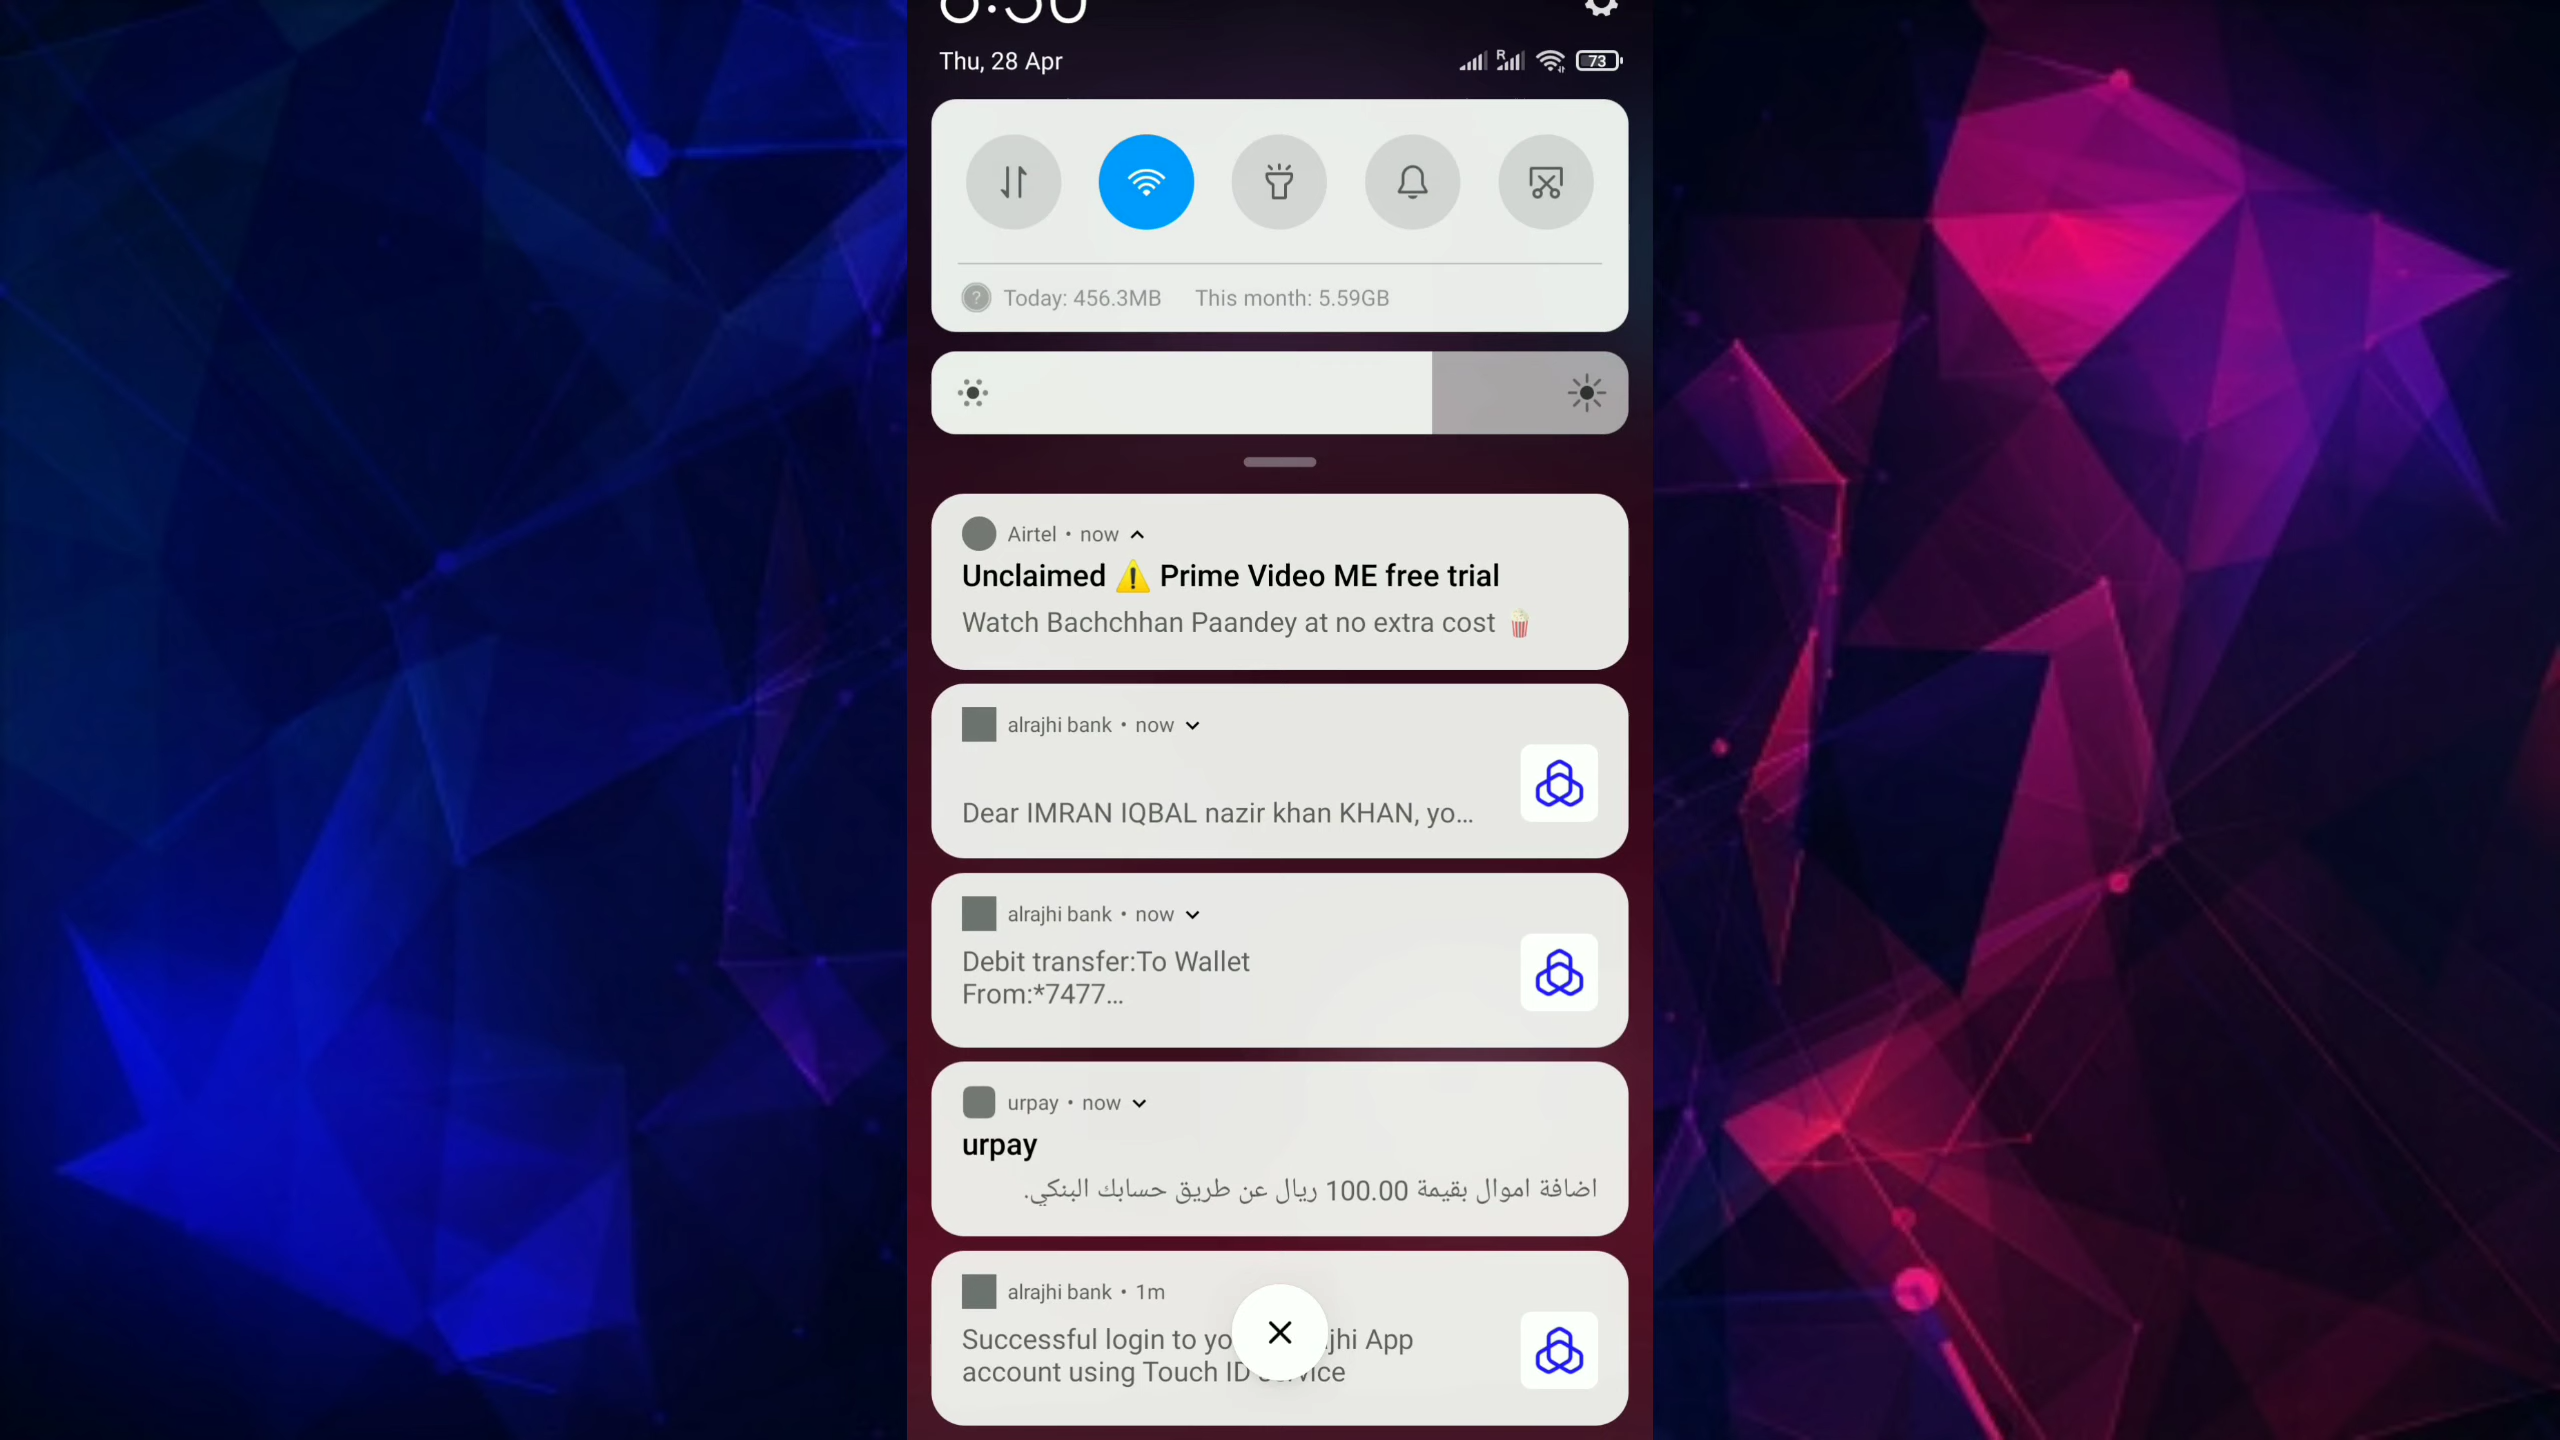 Thu, 28 Apr
R
73
Today: 456.3MB This month: 5.59GB
Airtel • now
Unclaimed ⚠️ Prime Video ME free trial
Watch Bachchhan Paandey at no extra cost 🍿
alrajhi bank • now
Dear IMRAN IQBAL nazir khan KHAN, yo...
alrajhi bank • now
Debit transfer:To Wallet
From:*7477...
urpay • now
urpay
اضافة اموال بقيمة 100.00 ريال عن طريق حسابك البنكي.
alrajhi bank • 1m
Successful login to yo jhi App
account using Touch ID